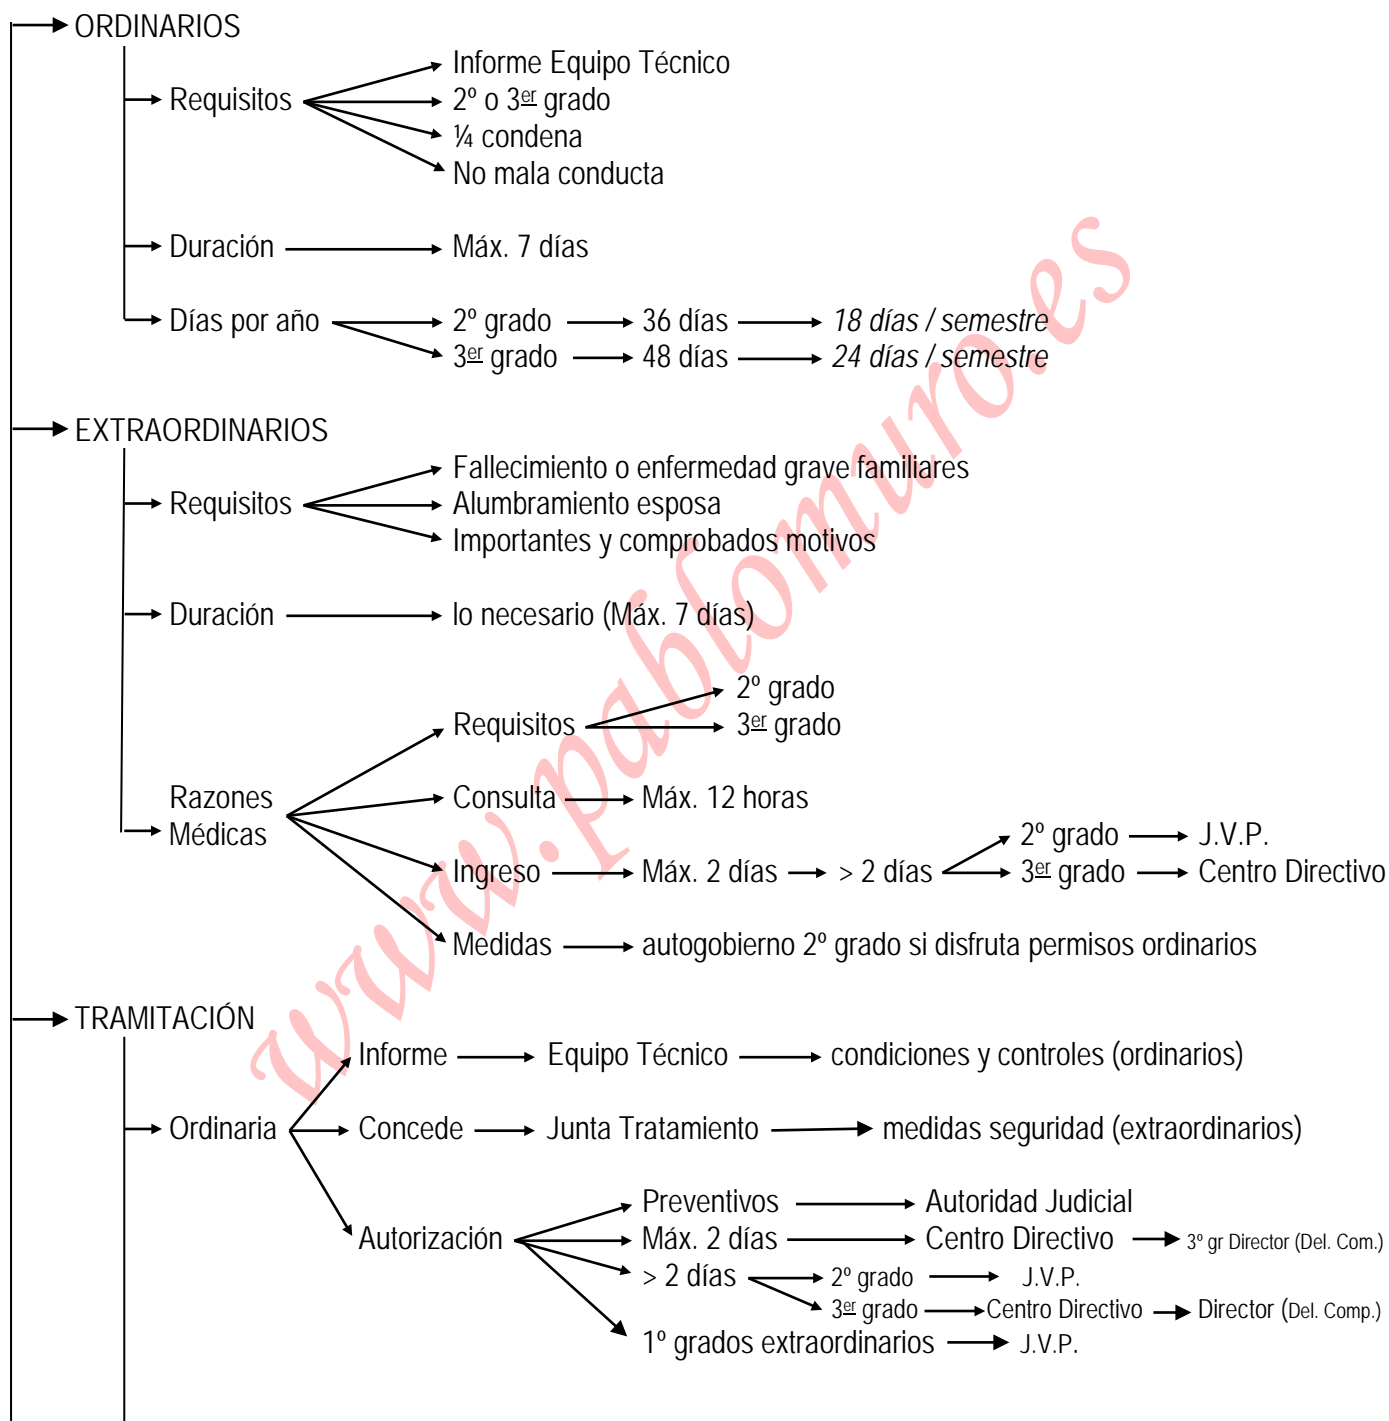 ORDINARIOS
Informe Equipo Técnico
Requisitos 2º o 3er grado
¼ condena
No mala conducta
Duración Máx. 7 días
Días por año 2º grado 36 días 18 días / semestre
3er grado 48 días 24 días / semestre
EXTRAORDINARIOS
Fallecimiento o enfermedad grave familiares
Requisitos Alumbramiento esposa
Importantes y comprobados motivos
Duración lo necesario (Máx. 7 días)
2º grado
Requisitos 3er grado
Razones Consulta Máx. 12 horas
Médicas 2º grado J.V.P.
Ingreso Máx. 2 días > 2 días 3er grado Centro Directivo
Medidas autogobierno 2º grado si disfruta permisos ordinarios
TRAMITACIÓN
Informe Equipo Técnico condiciones y controles (ordinarios)
Ordinaria Concede Junta Tratamiento medidas seguridad (extraordinarios)
Preventivos Autoridad Judicial
Autorización Máx. 2 días Centro Directivo 3º gr Director (Del. Com.)
> 2 días 2º grado J.V.P.
3er grado Centro Directivo Director (Del. Comp.)
1º grados extraordinarios J.V.P.
www.pablomuro.es